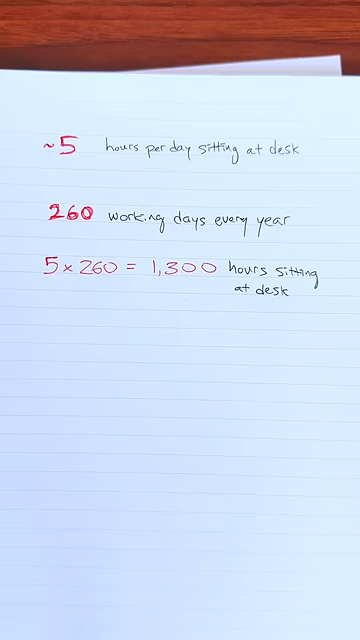 ~5 hours per day sitting at desk
260 working days every year
5 x 260 = 1,300 hours sitting
at desk